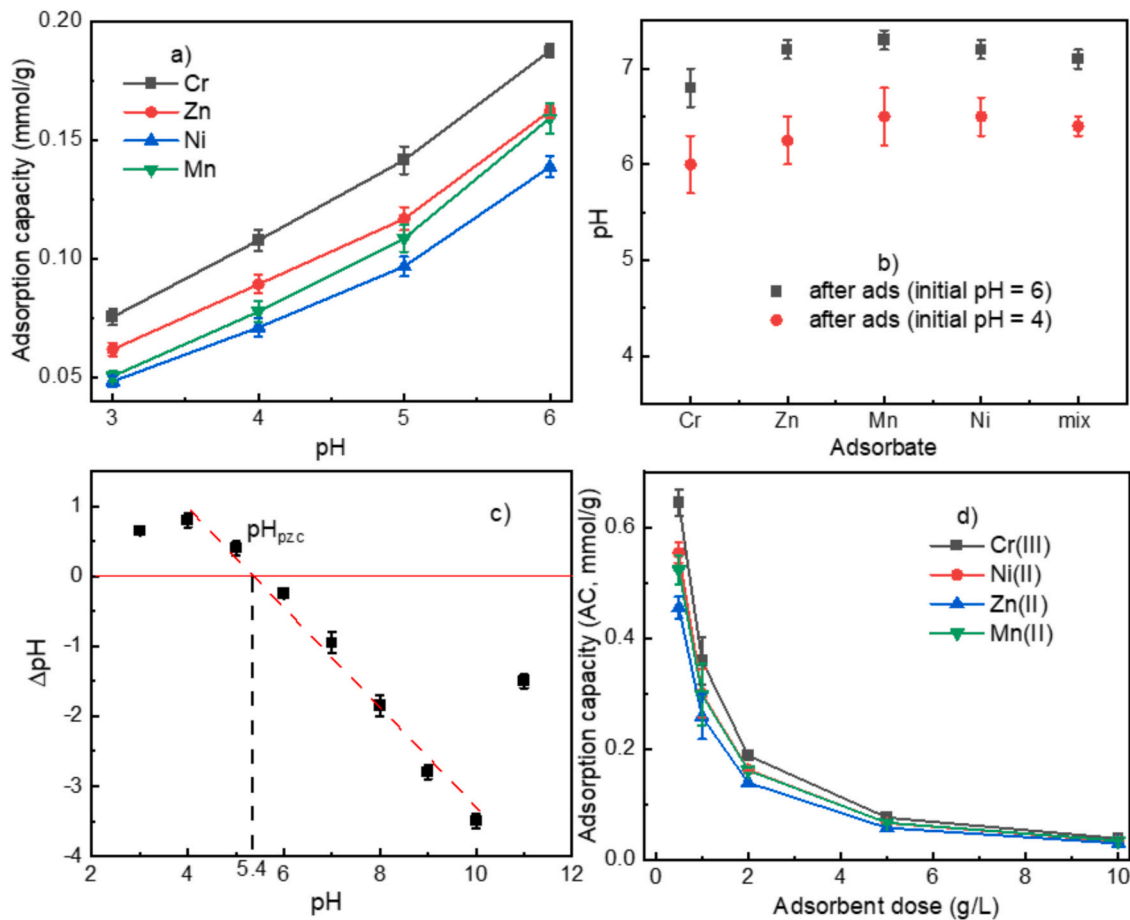 a)
Cr
Zn
Ni
Mn
0.20
0.15
0.10
0.05
Adsorption capacity (mmol/g)
3 4 5 6
pH
7
6
5
4
pH
b)
after ads (initial pH = 6)
after ads (initial pH = 4)
Cr Zn Mn Ni mix
Adsorbate
c)
pHpzc
1
0
-1
-2
-3
-4
ΔpH
2 4 5.4 6 8 10 12
pH
d)
Cr(III)
Ni(II)
Zn(II)
Mn(II)
0.6
0.4
0.2
0.0
Adsorption capacity (AC, mmol/g)
0 2 4 6 8 10
Adsorbent dose (g/L)